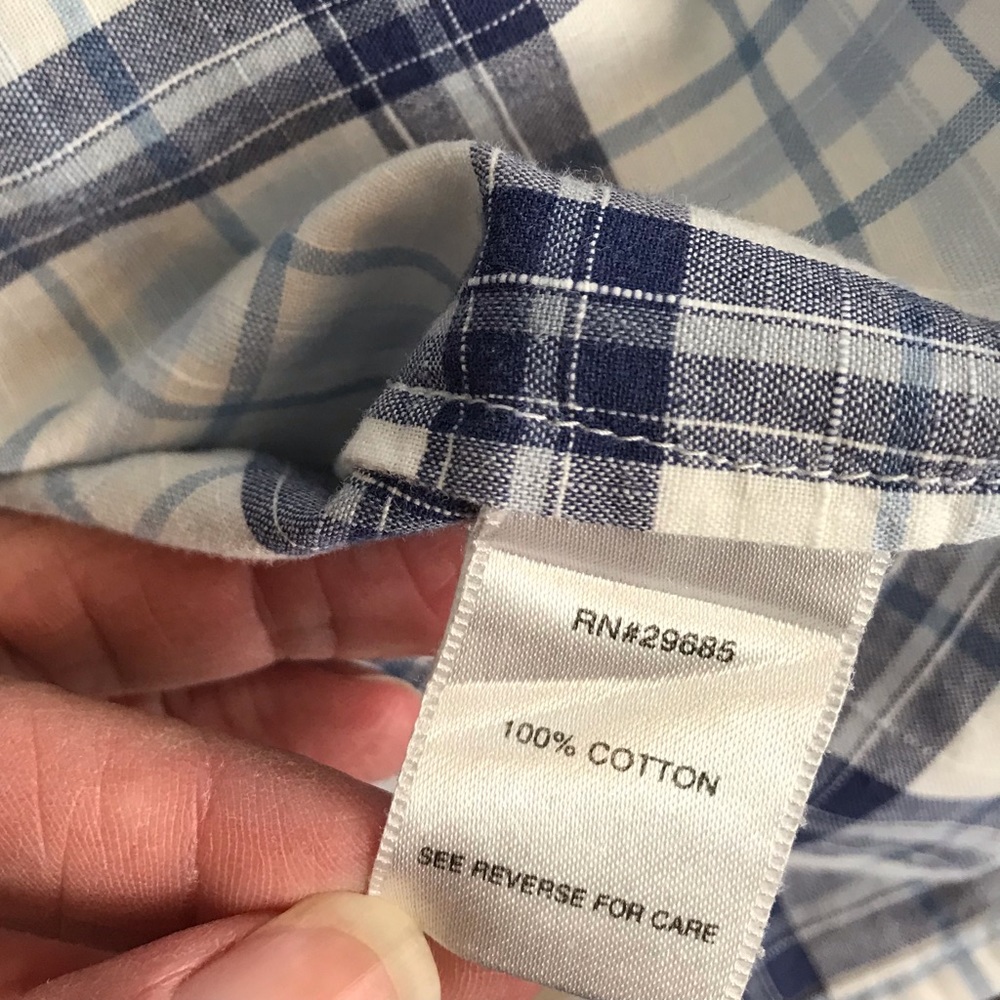 RN#29685
100% COTTON
SEE REVERSE FOR CARE